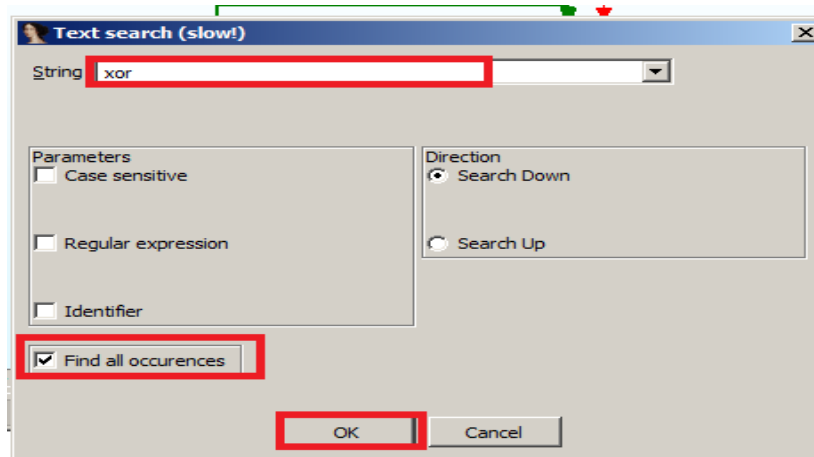 Text search (slow!)
String xor
Parameters
Case sensitive
Regular expression
Identifier
Direction
Search Down
Search Up
Find all occurences
OK Cancel